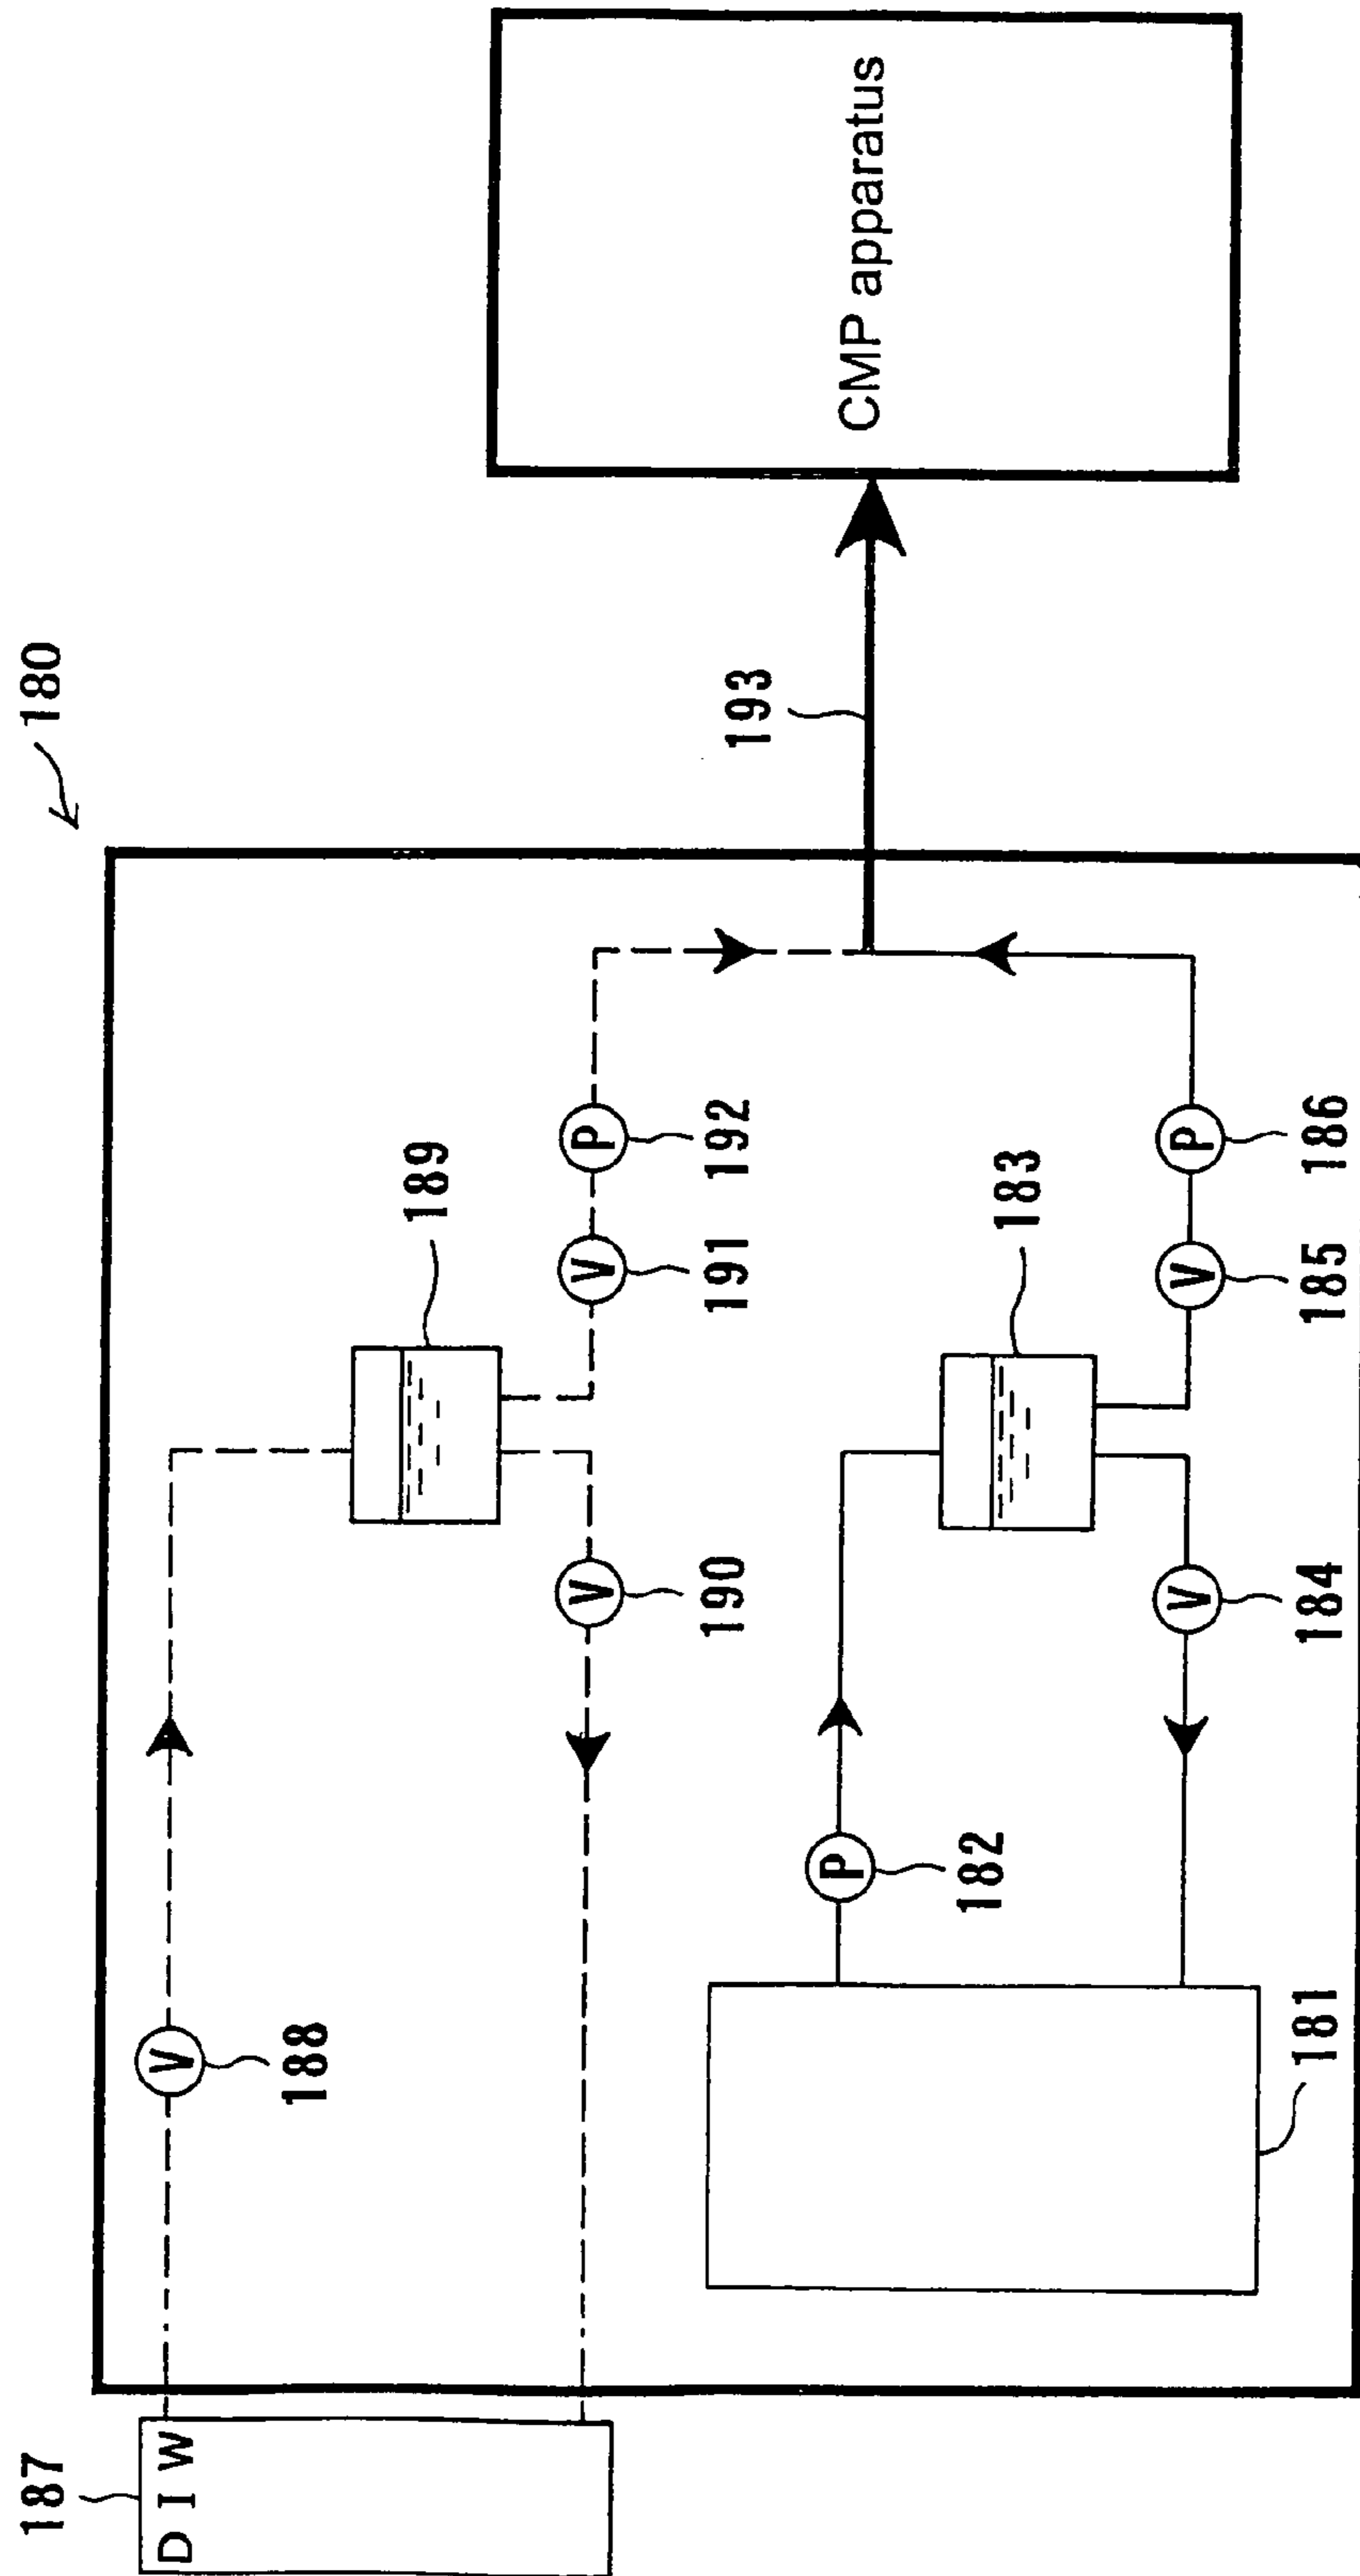 180
187
DIW
V
188
189
V
190
V
191
P
192
193
CMP apparatus
P
182
183
V
184
V
185
P
186
181